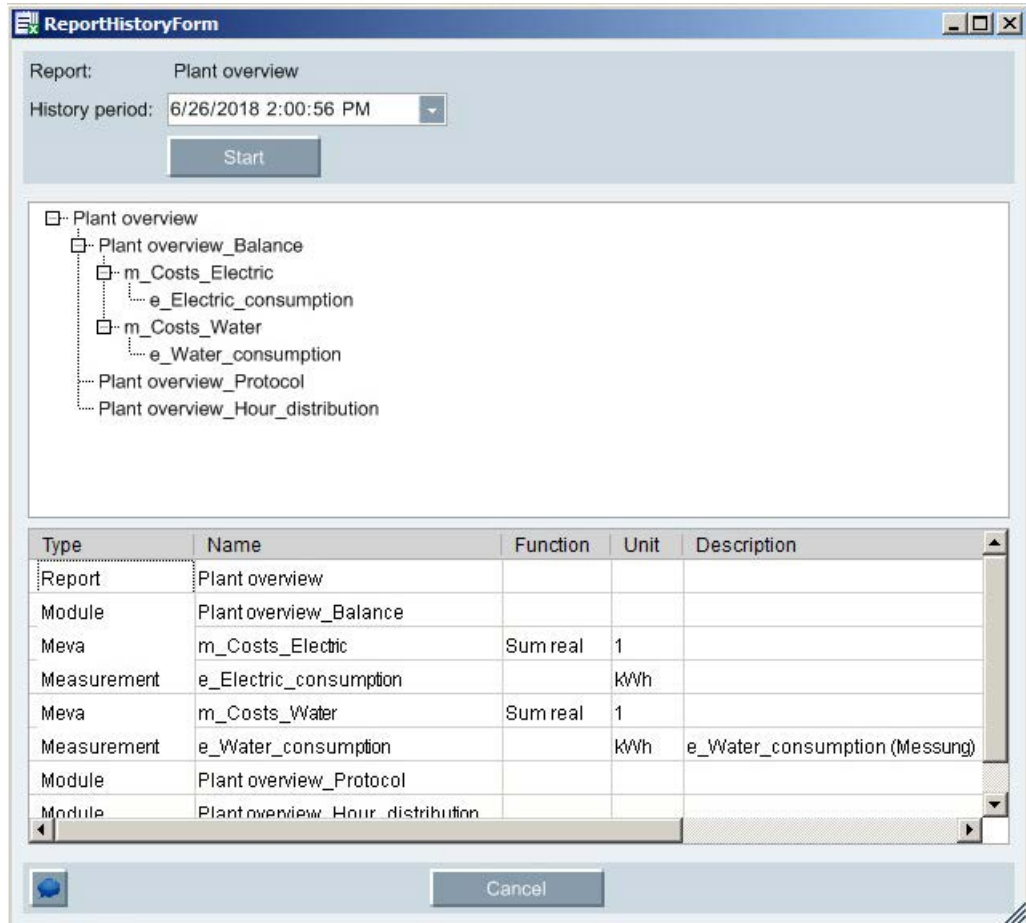 ReportHistoryForm
Report: Plant overview
History period: 6/26/2018 2:00:56 PM
Start
Plant overview
Plant overview_Balance
m_Costs_Electric
e_Electric_consumption
m_Costs_Water
e_Water_consumption
Plant overview_Protocol
Plant overview_Hour_distribution
Type Name Function Unit Description
Report Plant overview
Module Plant overview_Balance
Meva m_Costs_Electric Sum real 1
Measurement e_Electric_consumption kWh
Meva m_Costs_Water Sum real 1
Measurement e_Water_consumption kWh e_Water_consumption (Messung)
Module Plant overview_Protocol
Module Plant overview_Hour_distribution
Cancel